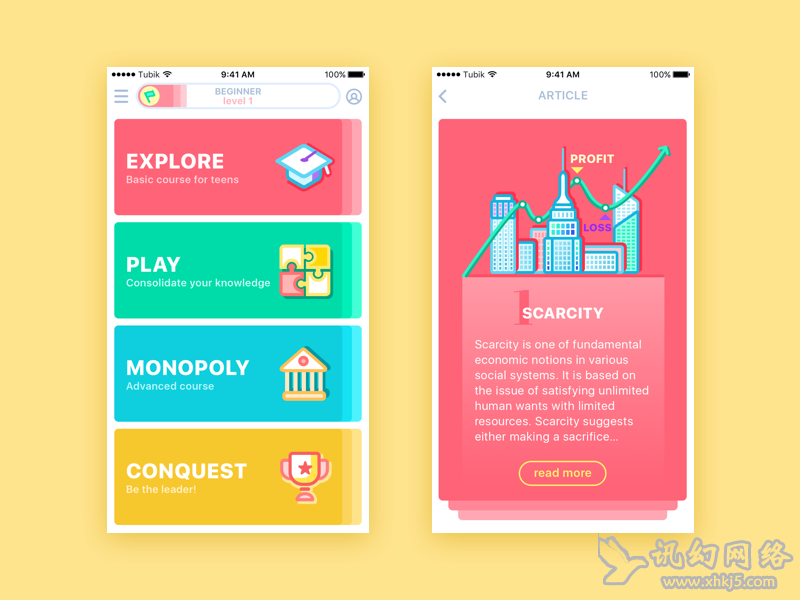 Tubik
9:41 AM
100%
BEGINNER
level 1
EXPLORE
Basic course for teens
PLAY
Consolidate your knowledge
MONOPOLY
Advanced course
CONQUEST
Be the leader!
Tubik
9:41 AM
100%
ARTICLE
PROFIT
LOSS
1
SCARCITY
Scarcity is one of fundamental
economic notions in various
social systems. It is based on
the issue of satisfying unlimited
human wants with limited
resources. Scarcity suggests
either making a sacrifice...
read more
讯幻网络
www.xhkj5.com